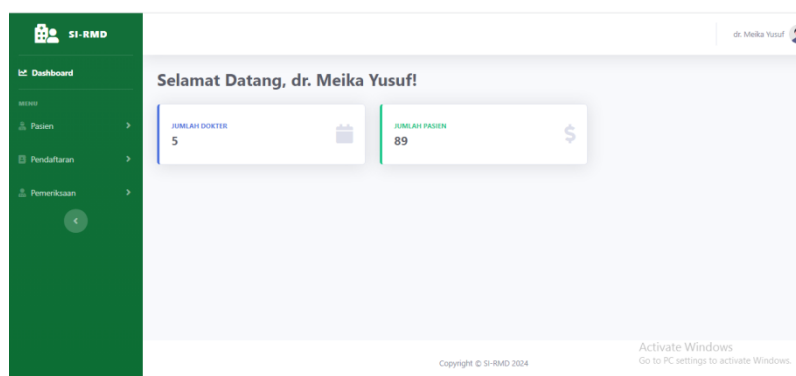 SI-RMD
dr. Meika Yusuf
Dashboard
Selamat Datang, dr. Meika Yusuf!
MENU
Pasien
Pendaftaran
Pemeriksaan
JUMLAH DOKTER
5
JUMLAH PASIEN
89
Activate Windows
Go to PC settings to activate Windows.
Copyright © SI-RMD 2024